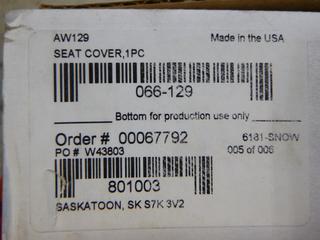 AW129 Made in the USA
SEAT COVER,1PC
066-129
Bottom for production use only
Order # 00067792 6181-SNOW
PO # W43803 005 of 006
801003
SASKATOON, SK S7K 3V2